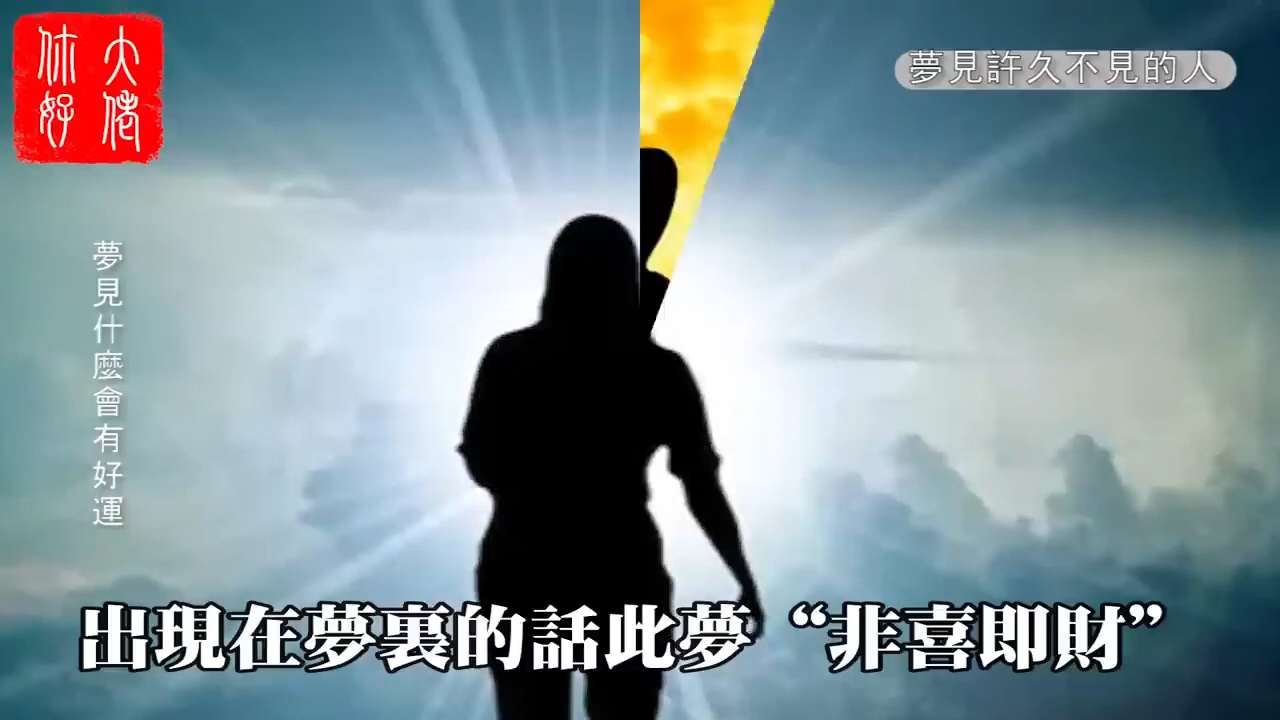 大佬
休好
夢見許久不見的人
夢見什麼會有好運
出現在夢裏的話此夢“非喜即財”